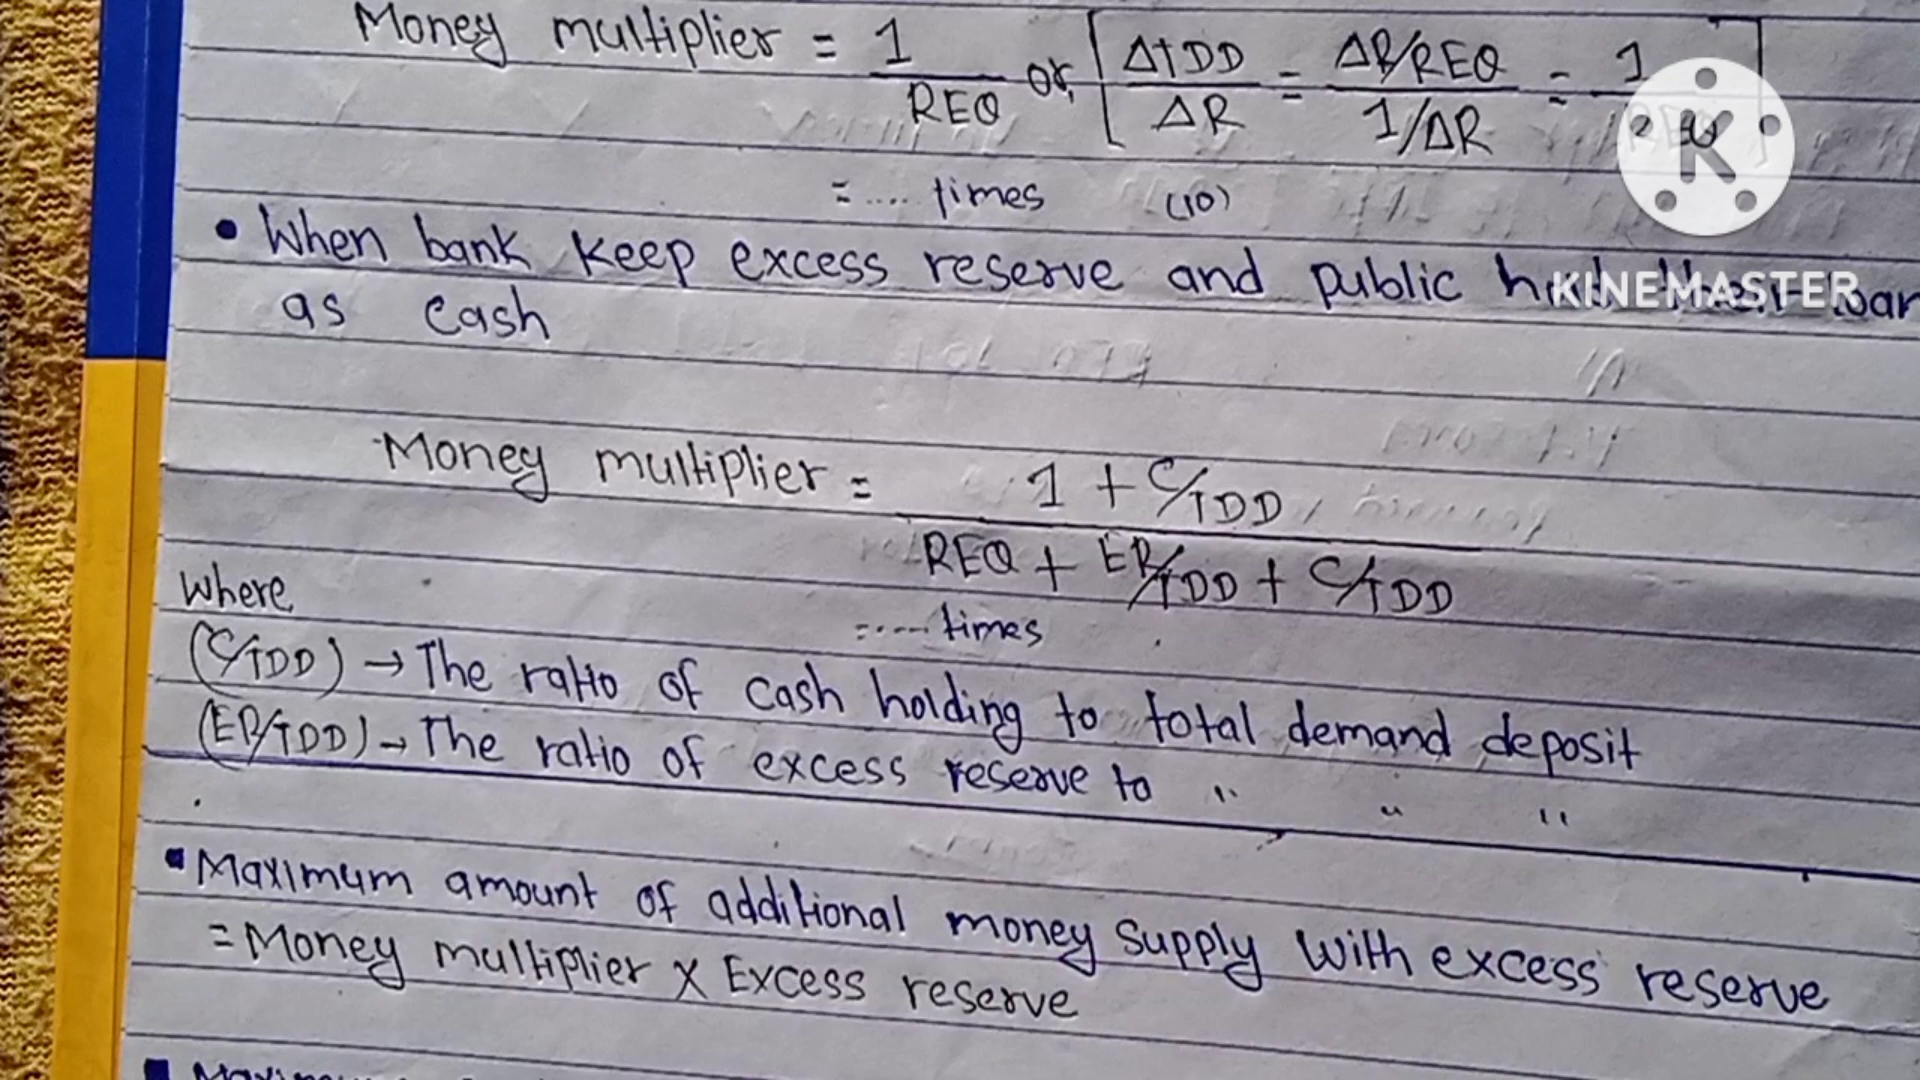 Money multiplier = 1/REQ or, [ΔTDD/ΔR = (ΔR/REQ)/(1/ΔR) = 1/REQ]
= .... times (10)
• When bank keep excess reserve and public
as cash
Money multiplier = (1 + C/TDD)/(REQ + ER/TDD + C/TDD)
where
= ..... times
(C/TDD) → The ratio of cash holding to total demand deposit
(ER/TDD) → The ratio of excess reserve to " " "
▪ Maximum amount of additional money supply with excess reserve
= Money multiplier X Excess reserve
KINEMASTER